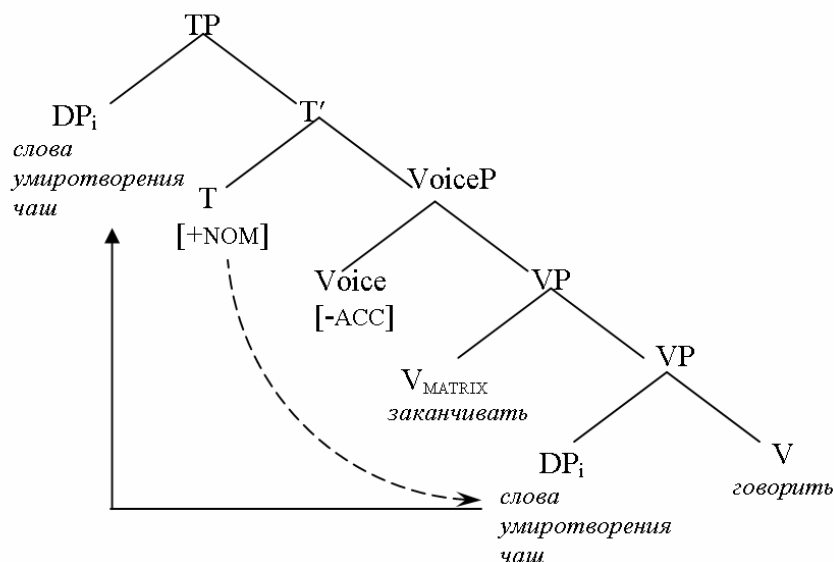 TP
DPi
слова
умиротворения
чаш
T′
T
[+NOM]
VoiceP
Voice
[-ACC]
VP
VMATRIX
заканчивать
VP
DPi
слова
умиротворения
чаш
V
говорить